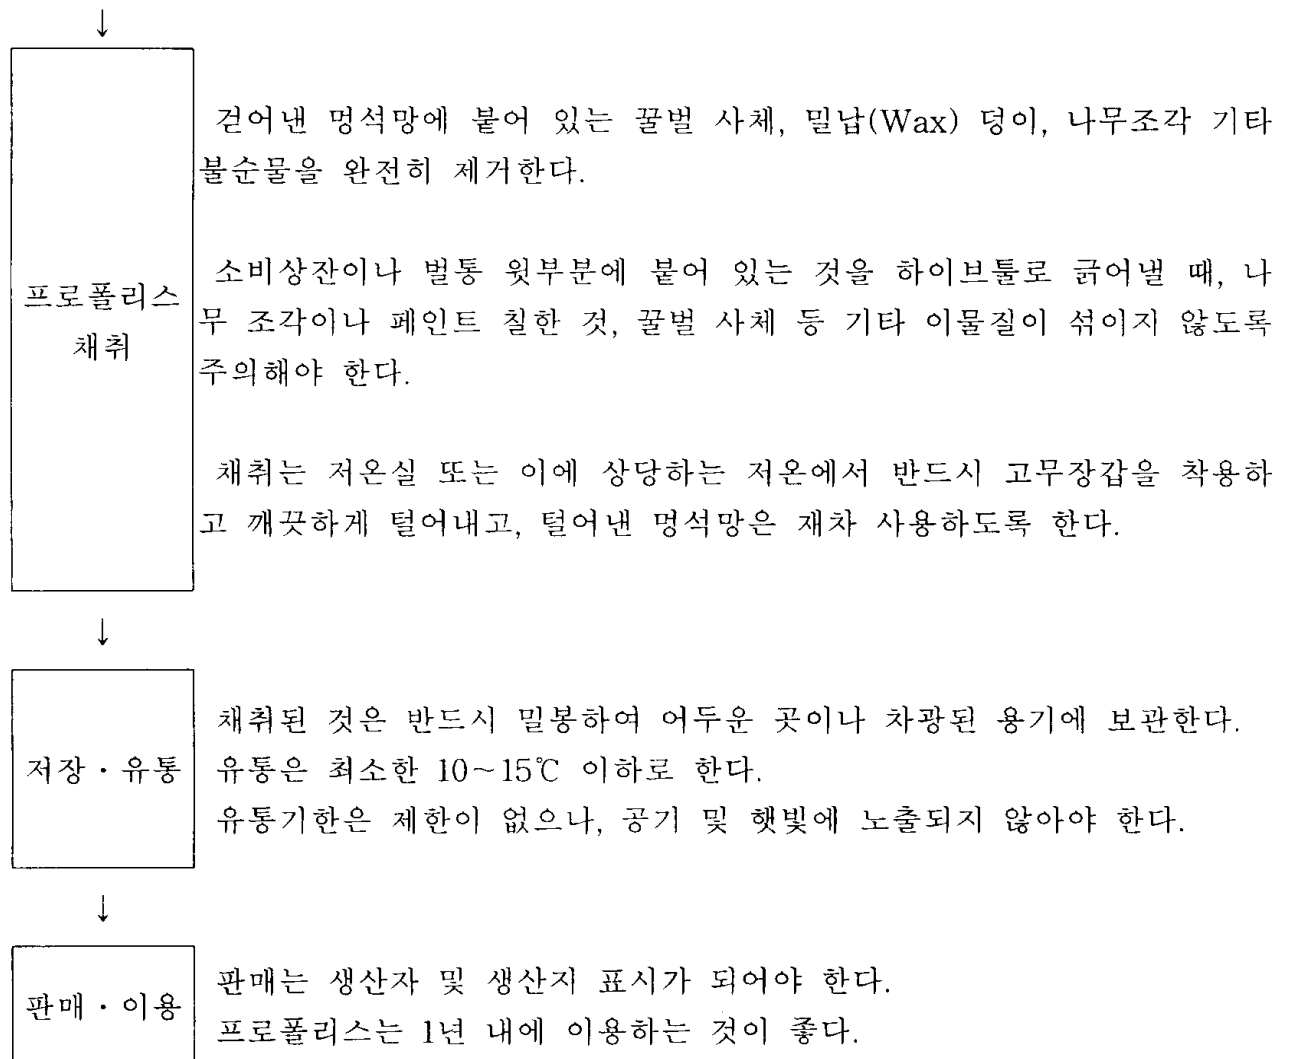 ↓
걷어낸 멍석망에 붙어 있는 꿀벌 사체, 밀납(Wax) 덩이, 나무조각 기타
불순물을 완전히 제거한다.
소비상잔이나 벌통 윗부분에 붙어 있는 것을 하이브툴로 긁어낼 때, 나
무 조각이나 페인트 칠한 것, 꿀벌 사체 등 기타 이물질이 섞이지 않도록
주의해야 한다.
프로폴리스
채취
채취는 저온실 또는 이에 상당하는 저온에서 반드시 고무장갑을 착용하
고 깨끗하게 털어내고, 털어낸 멍석망은 재차 사용하도록 한다.
↓
저장・유통
채취된 것은 반드시 밀봉하여 어두운 곳이나 차광된 용기에 보관한다.
유통은 최소한 10~15℃ 이하로 한다.
유통기한은 제한이 없으나, 공기 및 햇빛에 노출되지 않아야 한다.
↓
판매・이용
판매는 생산자 및 생산지 표시가 되어야 한다.
프로폴리스는 1년 내에 이용하는 것이 좋다.